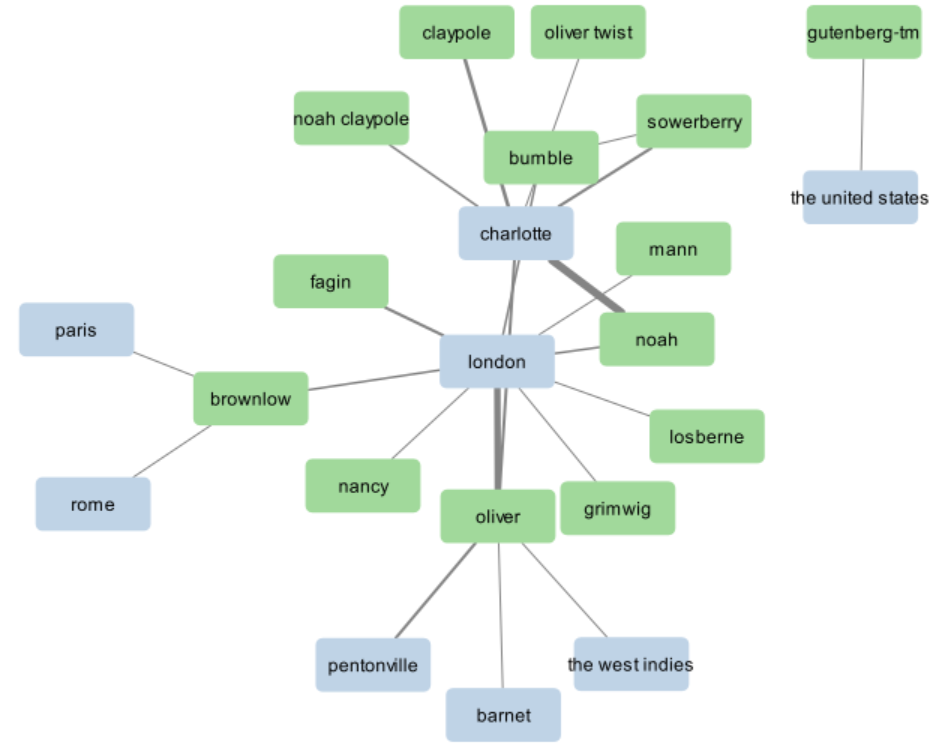 claypole
oliver twist
gutenberg-tm
noah claypole
sowerberry
bumble
the united states
charlotte
mann
fagin
paris
noah
london
brownlow
losberne
nancy
rome
oliver
grimwig
pentonville
the west indies
barnet